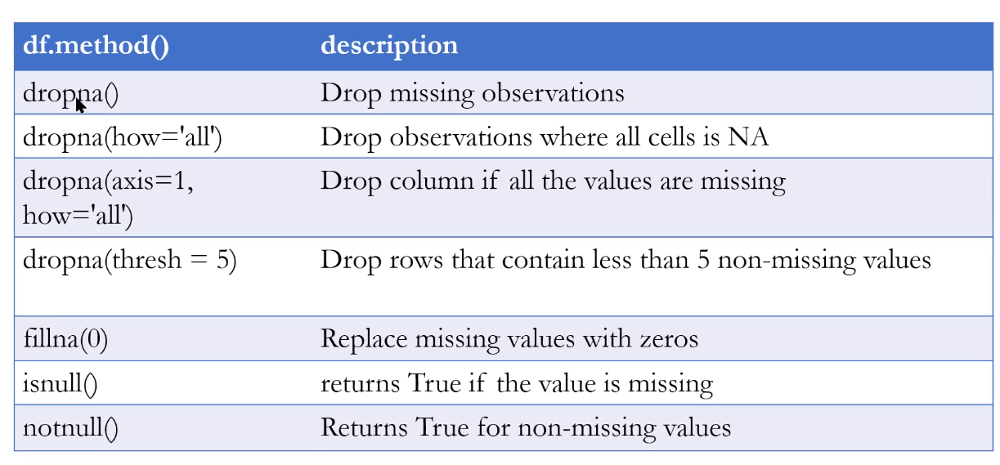 df.method() description
dropna() Drop missing observations
dropna(how='all') Drop observations where all cells is NA
dropna(axis=1, Drop column if all the values are missing
how='all')
dropna(thresh = 5) Drop rows that contain less than 5 non-missing values
fillna(0) Replace missing values with zeros
isnull() returns True if the value is missing
notnull() Returns True for non-missing values